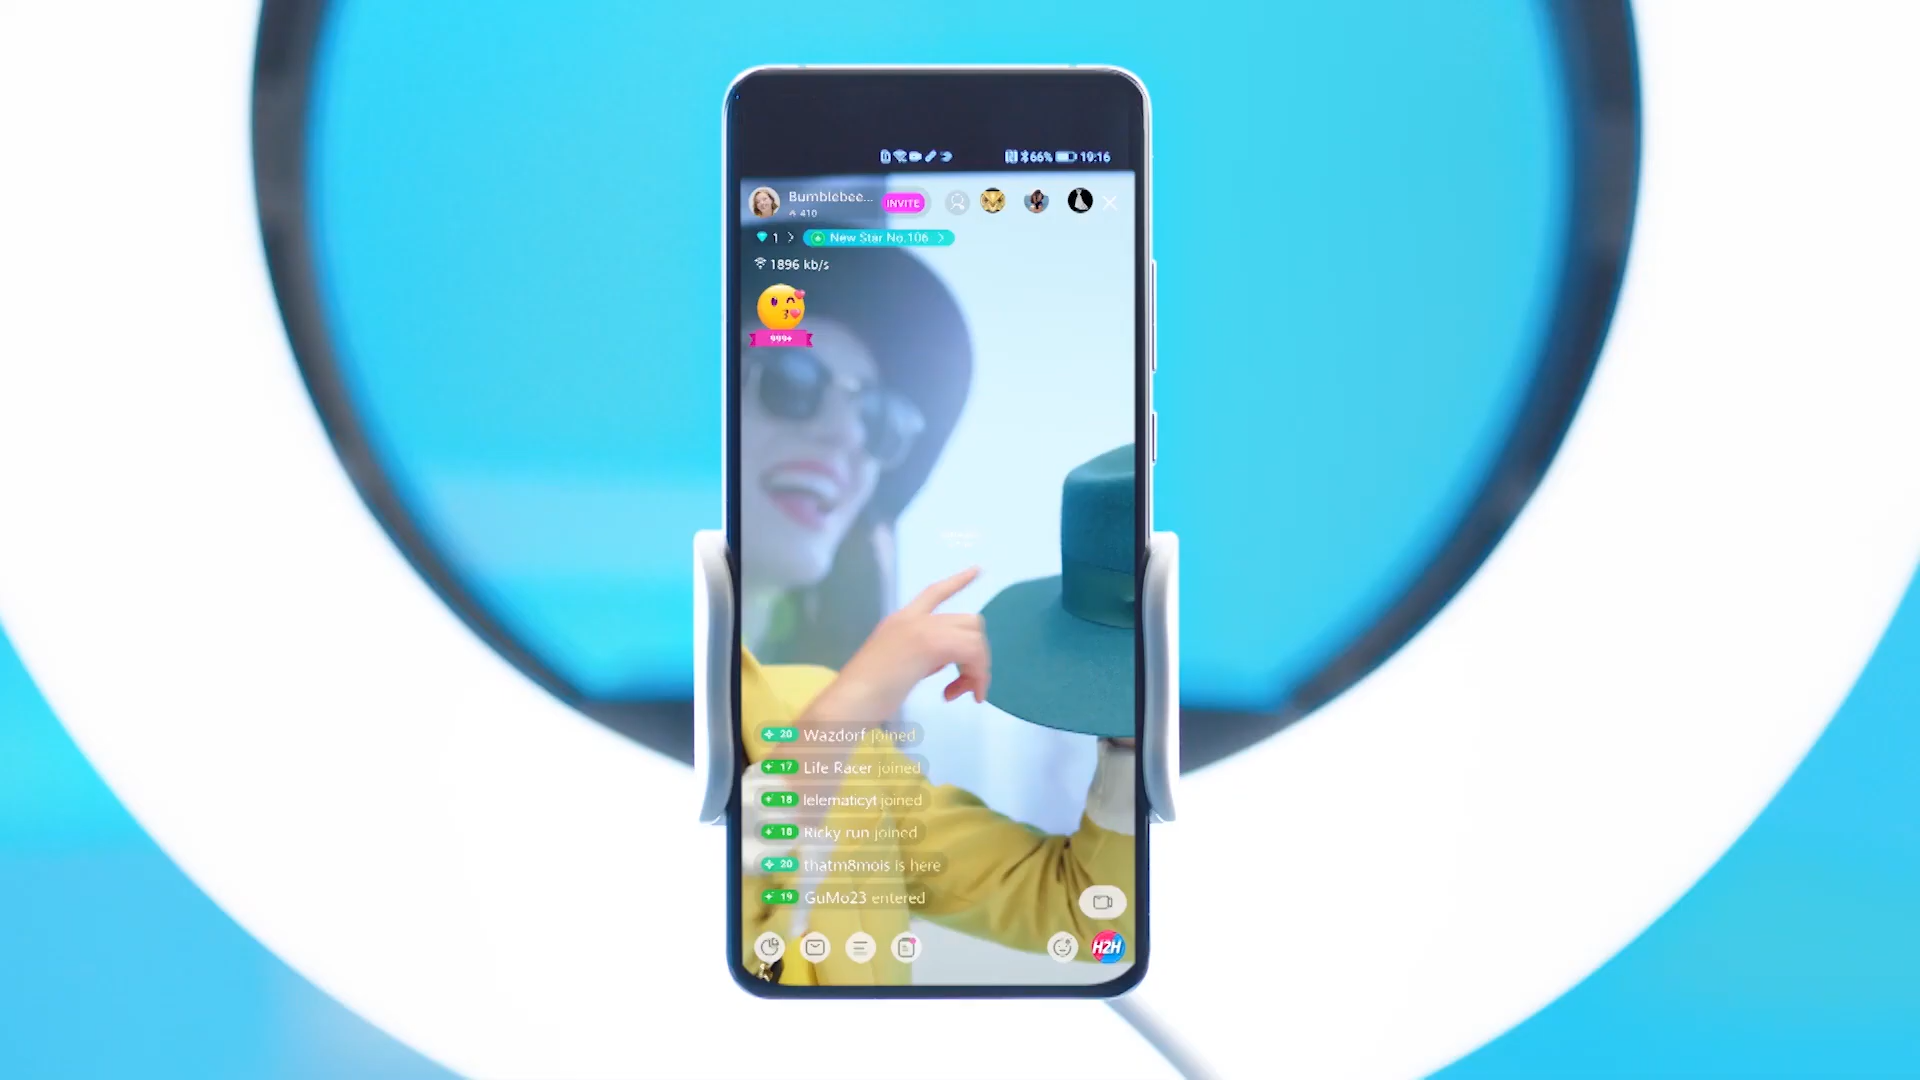 66% 19:16
Bumblebee... INVITE
410
1 > New Star No.106 >
1896 kb/s
999+
20 Wazdorf joined
17 Life Racer joined
18 lelematicyt joined
18 Ricky run joined
20 thatm8mois is here
19 GuMo23 entered
H2H